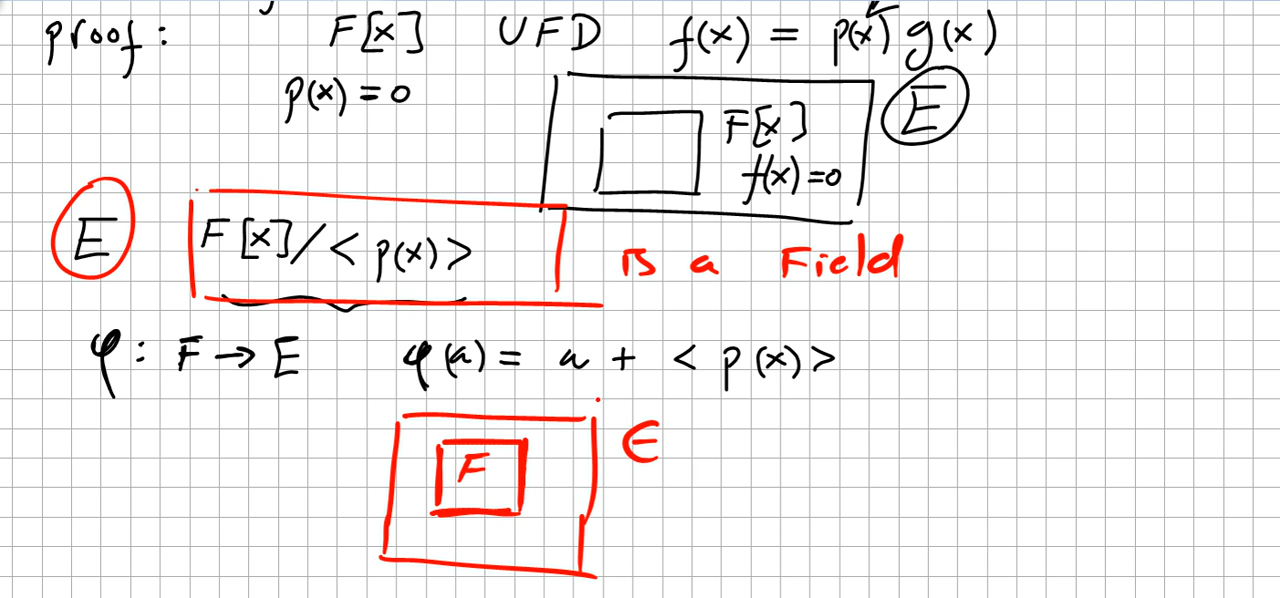 proof: F[x] UFD f(x) = p(x) g(x)
p(x) = 0
F[x] E
f(x) = 0
E F[x]/< p(x) > is a Field
φ: F → E φ(a) = a + < p(x) >
E
F